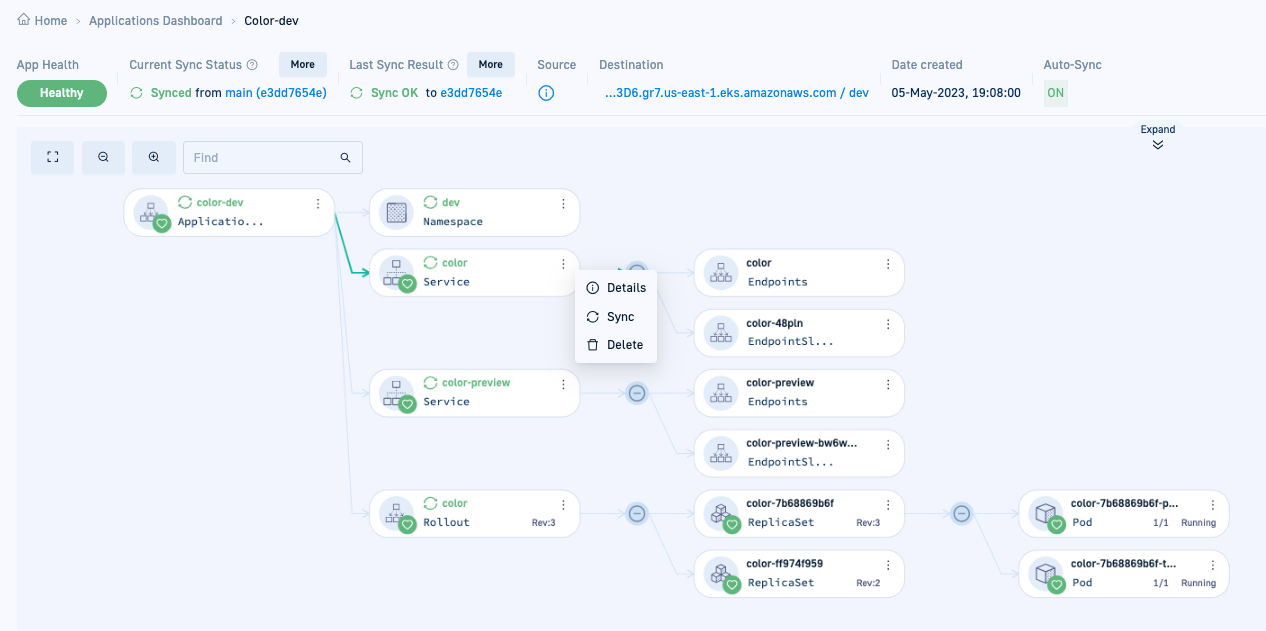 Home > Applications Dashboard > Color-dev
App Health
Current Sync Status
More
Last Sync Result
More
Source
Destination
Date created
Auto-Sync
Healthy
Synced from main (e3dd7654e)
Sync OK to e3dd7654e
...3D6.gr7.us-east-1.eks.amazonaws.com / dev
05-May-2023, 19:08:00
ON
Expand
Find
color-dev
Applicatio...
dev
Namespace
color
Service
Details
Sync
Delete
color
Endpoints
color-48pln
EndpointSl...
color-preview
Service
color-preview
Endpoints
color-preview-bw6w...
EndpointSl...
color
Rollout Rev:3
color-7b68869b6f
ReplicaSet Rev:3
color-7b68869b6f-p...
Pod 1/1 Running
color-ff974f959
ReplicaSet Rev:2
color-7b68869b6f-t...
Pod 1/1 Running